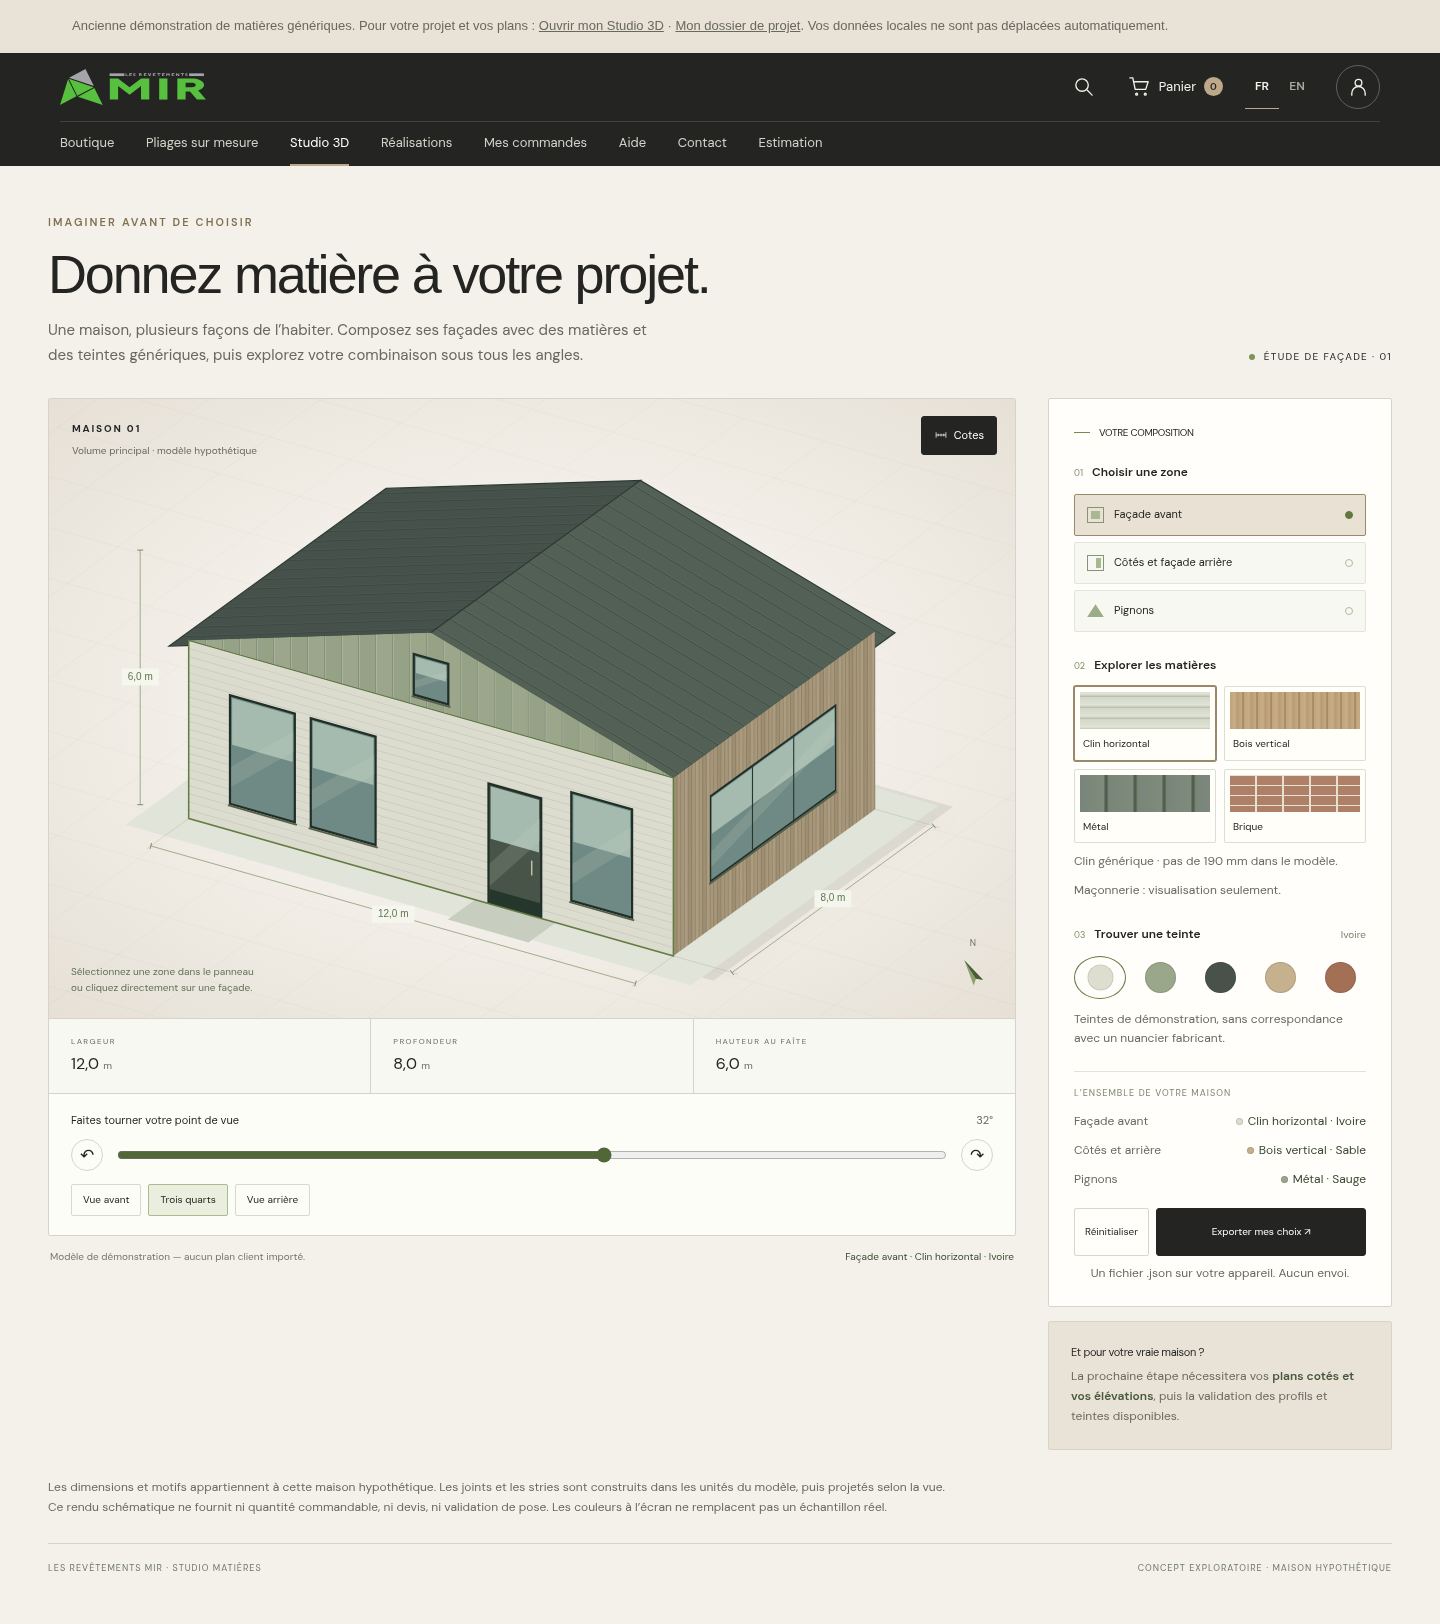 Ancienne démonstration de matières génériques. Pour votre projet et vos plans : Ouvrir mon Studio 3D · Mon dossier de projet. Vos données locales ne sont pas déplacées automatiquement.
LES REVÊTEMENTS
MIR
Panier 0
FR EN
Boutique Pliages sur mesure Studio 3D Réalisations Mes commandes Aide Contact Estimation
IMAGINER AVANT DE CHOISIR
Donnez matière à votre projet.
Une maison, plusieurs façons de l’habiter. Composez ses façades avec des matières et
des teintes génériques, puis explorez votre combinaison sous tous les angles.
ÉTUDE DE FAÇADE · 01
MAISON 01
Volume principal · modèle hypothétique
Cotes
6,0 m
12,0 m
8,0 m
N
Sélectionnez une zone dans le panneau
ou cliquez directement sur une façade.
LARGEUR
12,0 m
PROFONDEUR
8,0 m
HAUTEUR AU FAÎTE
6,0 m
Faites tourner votre point de vue
32°
↶ ↷
Vue avant Trois quarts Vue arrière
Modèle de démonstration — aucun plan client importé.
Façade avant · Clin horizontal · Ivoire
VOTRE COMPOSITION
01 Choisir une zone
Façade avant
Côtés et façade arrière
Pignons
02 Explorer les matières
Clin horizontal
Bois vertical
Métal
Brique
Clin générique · pas de 190 mm dans le modèle.
Maçonnerie : visualisation seulement.
03 Trouver une teinte Ivoire
Teintes de démonstration, sans correspondance
avec un nuancier fabricant.
L’ENSEMBLE DE VOTRE MAISON
Façade avant Clin horizontal · Ivoire
Côtés et arrière Bois vertical · Sable
Pignons Métal · Sauge
Réinitialiser
Exporter mes choix ↗
Un fichier .json sur votre appareil. Aucun envoi.
Et pour votre vraie maison ?
La prochaine étape nécessitera vos plans cotés et
vos élévations, puis la validation des profils et
teintes disponibles.
Les dimensions et motifs appartiennent à cette maison hypothétique. Les joints et les stries sont construits dans les unités du modèle, puis projetés selon la vue.
Ce rendu schématique ne fournit ni quantité commandable, ni devis, ni validation de pose. Les couleurs à l’écran ne remplacent pas un échantillon réel.
LES REVÊTEMENTS MIR · STUDIO MATIÈRES
CONCEPT EXPLORATOIRE · MAISON HYPOTHÉTIQUE